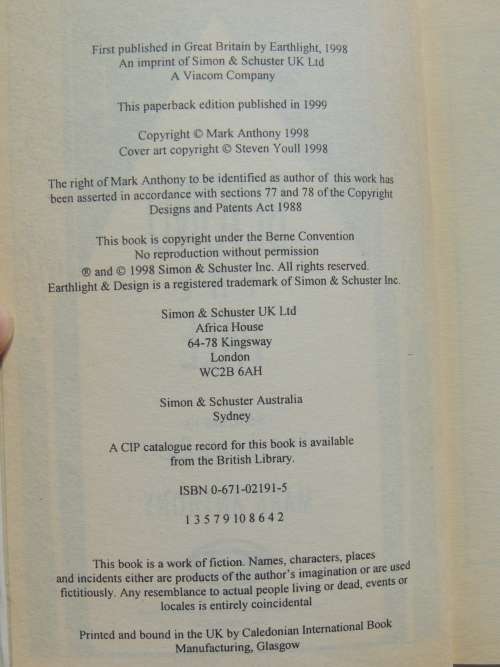 First published in Great Britain by Earthlight, 1998
An imprint of Simon & Schuster UK Ltd
A Viacom Company
This paperback edition published in 1999
Copyright © Mark Anthony 1998
Cover art copyright © Steven Youll 1998
The right of Mark Anthony to be identified as author of this work has
been asserted in accordance with sections 77 and 78 of the Copyright
Designs and Patents Act 1988
This book is copyright under the Berne Convention
No reproduction without permission
® and © 1998 Simon & Schuster Inc. All rights reserved.
Earthlight & Design is a registered trademark of Simon & Schuster Inc.
Simon & Schuster UK Ltd
Africa House
64-78 Kingsway
London
WC2B 6AH
Simon & Schuster Australia
Sydney
A CIP catalogue record for this book is available
from the British Library.
ISBN 0-671-02191-5
1 3 5 7 9 10 8 6 4 2
This book is a work of fiction. Names, characters, places
and incidents either are products of the author's imagination or are used
fictitiously. Any resemblance to actual people living or dead, events or
locales is entirely coincidental
Printed and bound in the UK by Caledonian International Book
Manufacturing, Glasgow